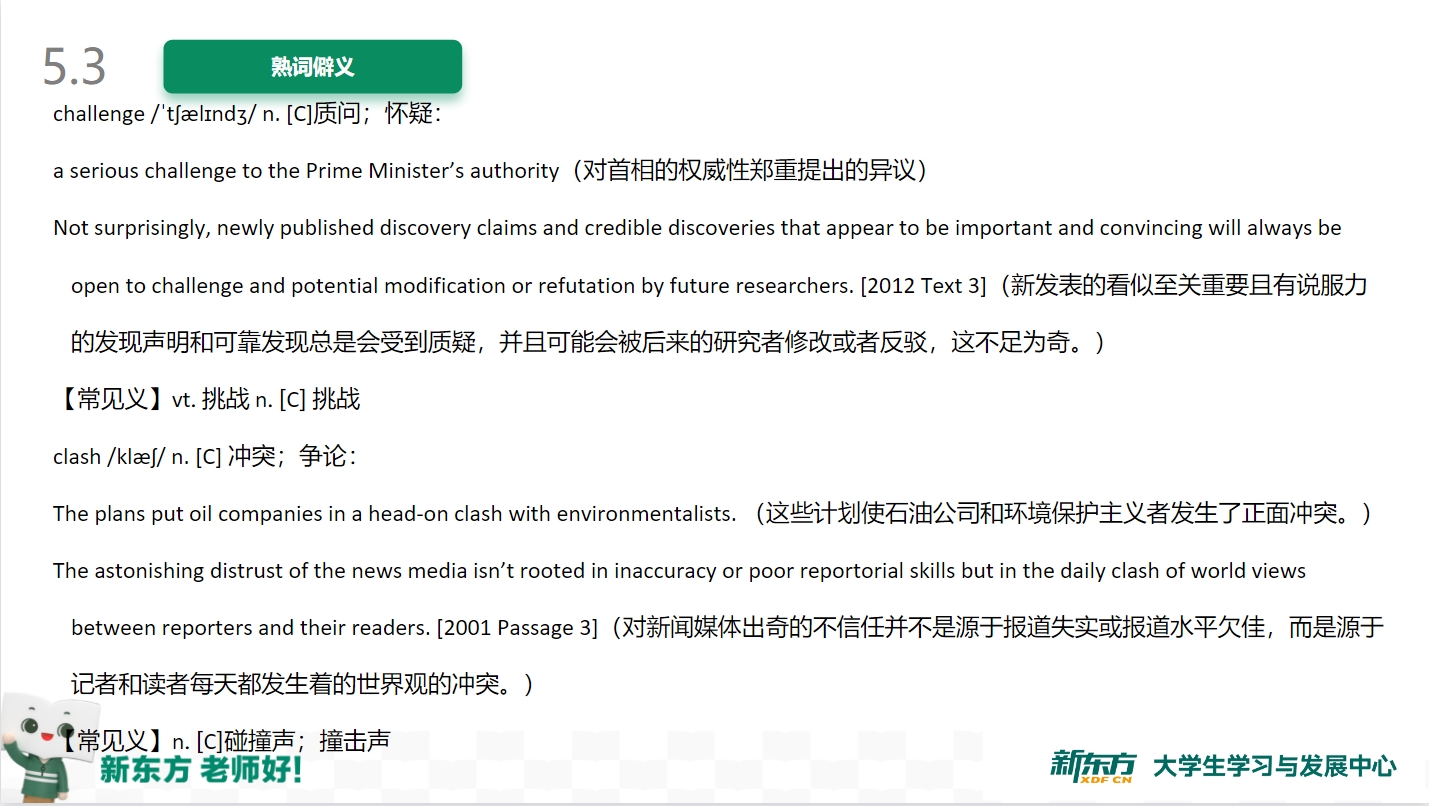 5.3
熟词僻义
challenge /ˈtʃælɪndʒ/ n. [C]质问；怀疑：
a serious challenge to the Prime Minister’s authority（对首相的权威性郑重提出的异议）
Not surprisingly, newly published discovery claims and credible discoveries that appear to be important and convincing will always be
open to challenge and potential modification or refutation by future researchers. [2012 Text 3]（新发表的看似至关重要且有说服力
的发现声明和可靠发现总是会受到质疑，并且可能会被后来的研究者修改或者反驳，这不足为奇。）
【常见义】vt. 挑战 n. [C] 挑战
clash /klæʃ/ n. [C] 冲突；争论：
The plans put oil companies in a head-on clash with environmentalists. （这些计划使石油公司和环境保护主义者发生了正面冲突。）
The astonishing distrust of the news media isn’t rooted in inaccuracy or poor reportorial skills but in the daily clash of world views
between reporters and their readers. [2001 Passage 3]（对新闻媒体出奇的不信任并不是源于报道失实或报道水平欠佳，而是源于
记者和读者每天都发生着的世界观的冲突。）
【常见义】n. [C]碰撞声；撞击声
新东方 老师好!
新东方 XDF.CN 大学生学习与发展中心